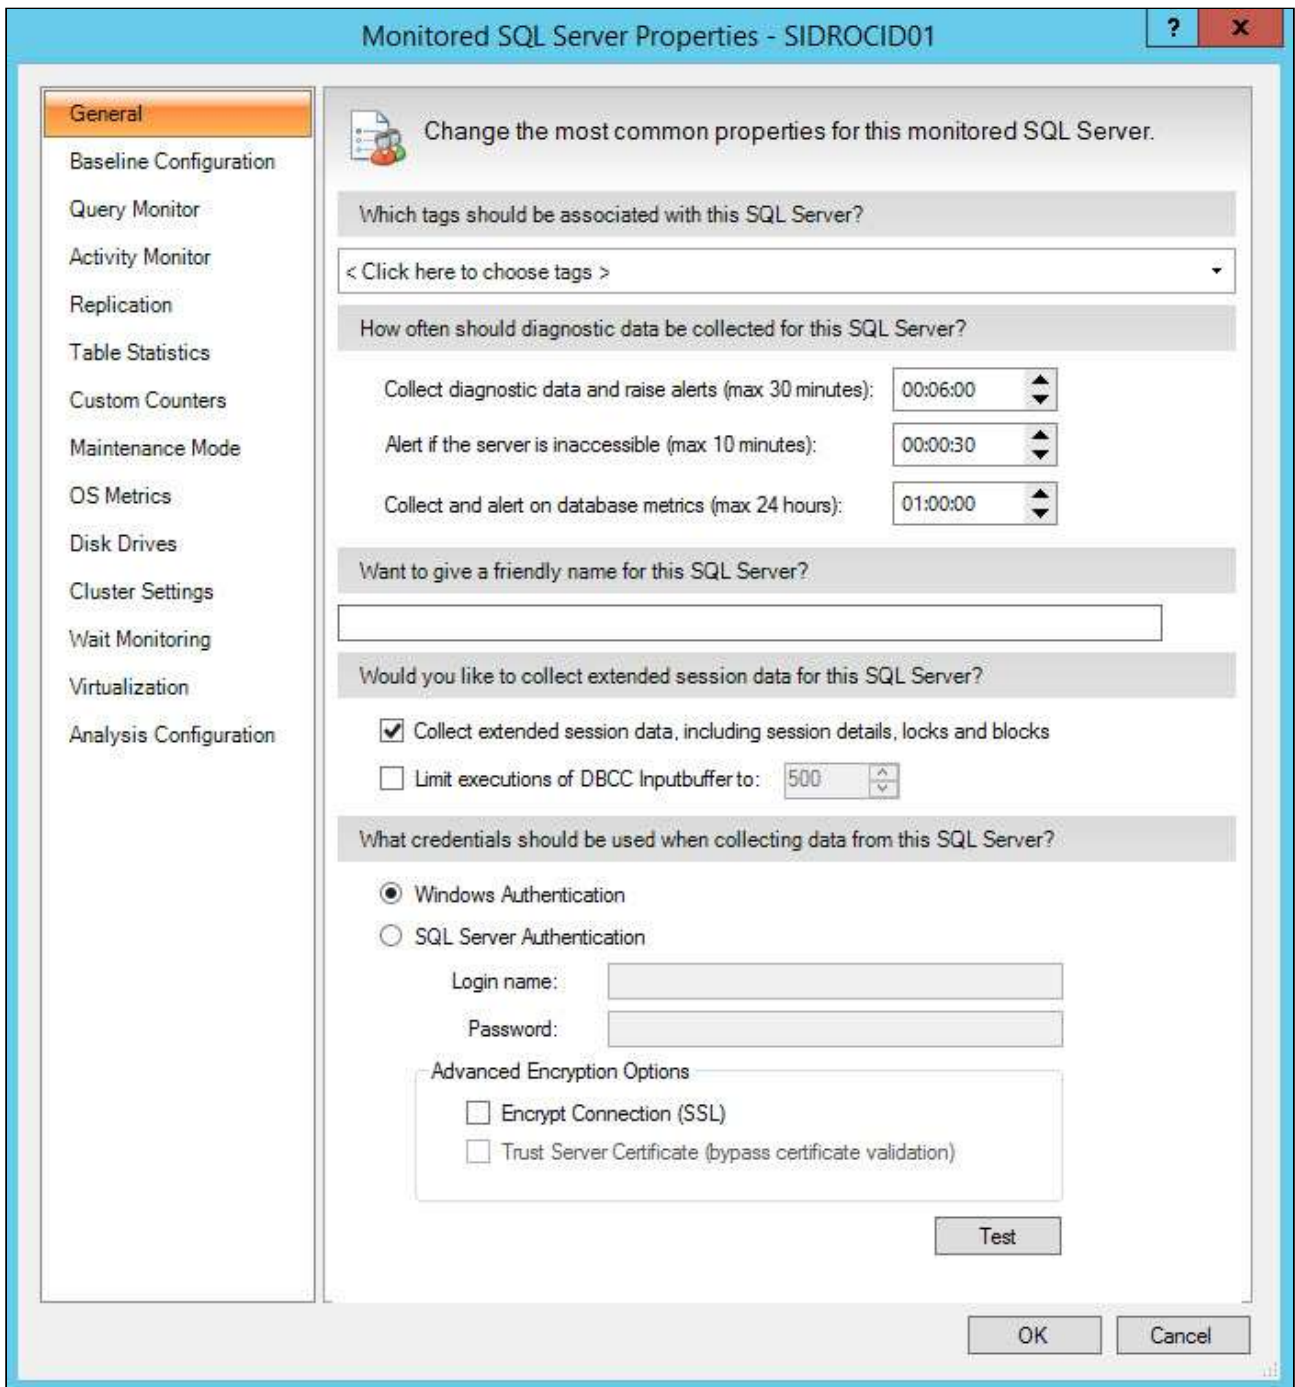 Monitored SQL Server Properties - SIDROCID01
?
x
General
Baseline Configuration
Query Monitor
Activity Monitor
Replication
Table Statistics
Custom Counters
Maintenance Mode
OS Metrics
Disk Drives
Cluster Settings
Wait Monitoring
Virtualization
Analysis Configuration
Change the most common properties for this monitored SQL Server.
Which tags should be associated with this SQL Server?
< Click here to choose tags >
How often should diagnostic data be collected for this SQL Server?
Collect diagnostic data and raise alerts (max 30 minutes): 00:06:00
Alert if the server is inaccessible (max 10 minutes): 00:00:30
Collect and alert on database metrics (max 24 hours): 01:00:00
Want to give a friendly name for this SQL Server?
Would you like to collect extended session data for this SQL Server?
Collect extended session data, including session details, locks and blocks
Limit executions of DBCC Inputbuffer to: 500
What credentials should be used when collecting data from this SQL Server?
Windows Authentication
SQL Server Authentication
Login name:
Password:
Advanced Encryption Options
Encrypt Connection (SSL)
Trust Server Certificate (bypass certificate validation)
Test
OK Cancel